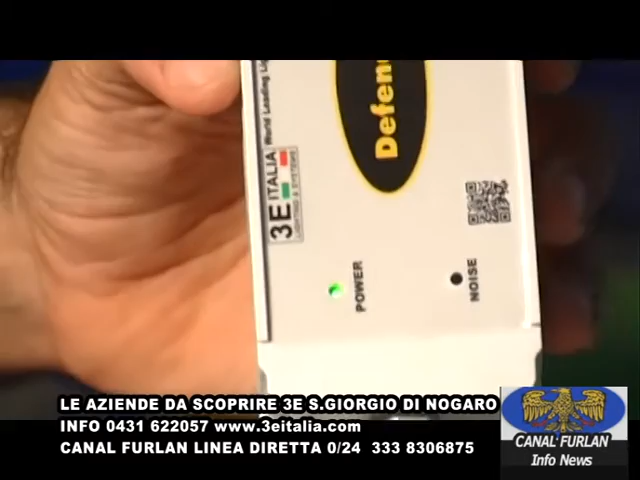 Defen
World Leading Li
3E ITALIA
LIGHTING & SYSTEMS
POWER
NOISE
LE AZIENDE DA SCOPRIRE 3E S.GIORGIO DI NOGARO
INFO 0431 622057 www.3eitalia.com
CANAL FURLAN LINEA DIRETTA 0/24 333 8306875
CANAL FURLAN
Info News